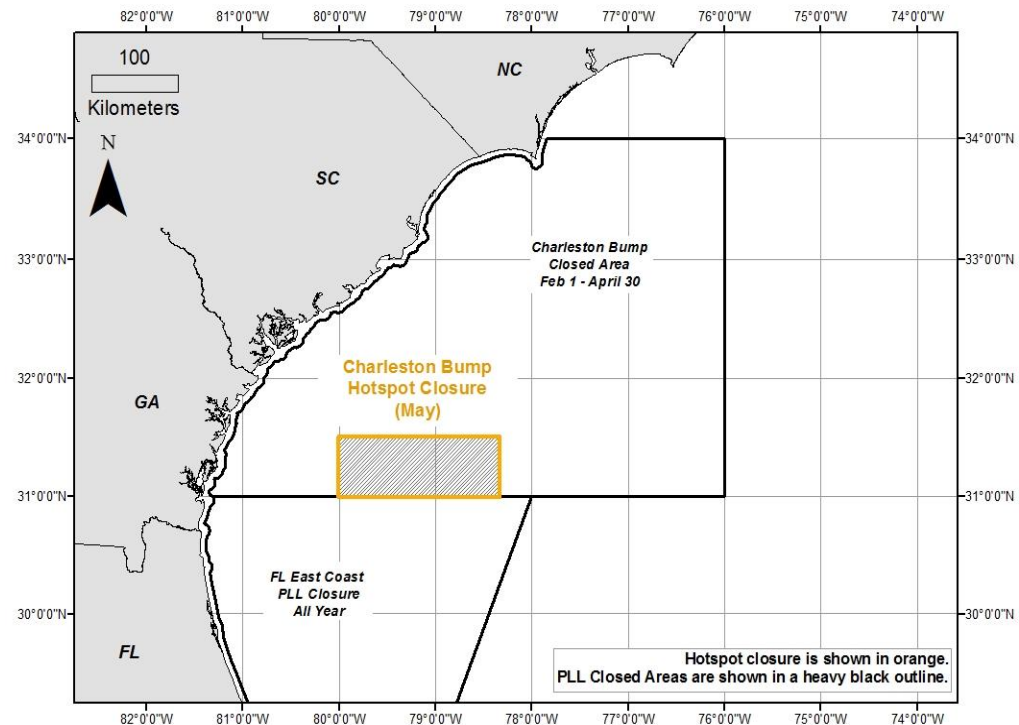 82°0'0"W 81°0'0"W 80°0'0"W 79°0'0"W 78°0'0"W 77°0'0"W 76°0'0"W 75°0'0"W 74°0'0"W
100
Kilometers
N
NC
SC
GA
FL
34°0'0"N 34°0'0"N
33°0'0"N 33°0'0"N
32°0'0"N 32°0'0"N
31°0'0"N 31°0'0"N
30°0'0"N 30°0'0"N
Charleston Bump
Closed Area
Feb 1 - April 30
Charleston Bump
Hotspot Closure
(May)
FL East Coast
PLL Closure
All Year
Hotspot closure is shown in orange.
PLL Closed Areas are shown in a heavy black outline.
82°0'0"W 81°0'0"W 80°0'0"W 79°0'0"W 78°0'0"W 77°0'0"W 76°0'0"W 75°0'0"W 74°0'0"W